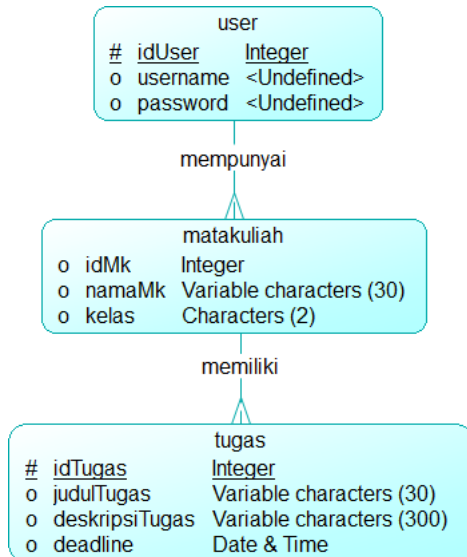 user
# idUser Integer
o username <Undefined>
o password <Undefined>
mempunyai
matakuliah
o idMk Integer
o namaMk Variable characters (30)
o kelas Characters (2)
memiliki
tugas
# idTugas Integer
o judulTugas Variable characters (30)
o deskripsiTugas Variable characters (300)
o deadline Date & Time